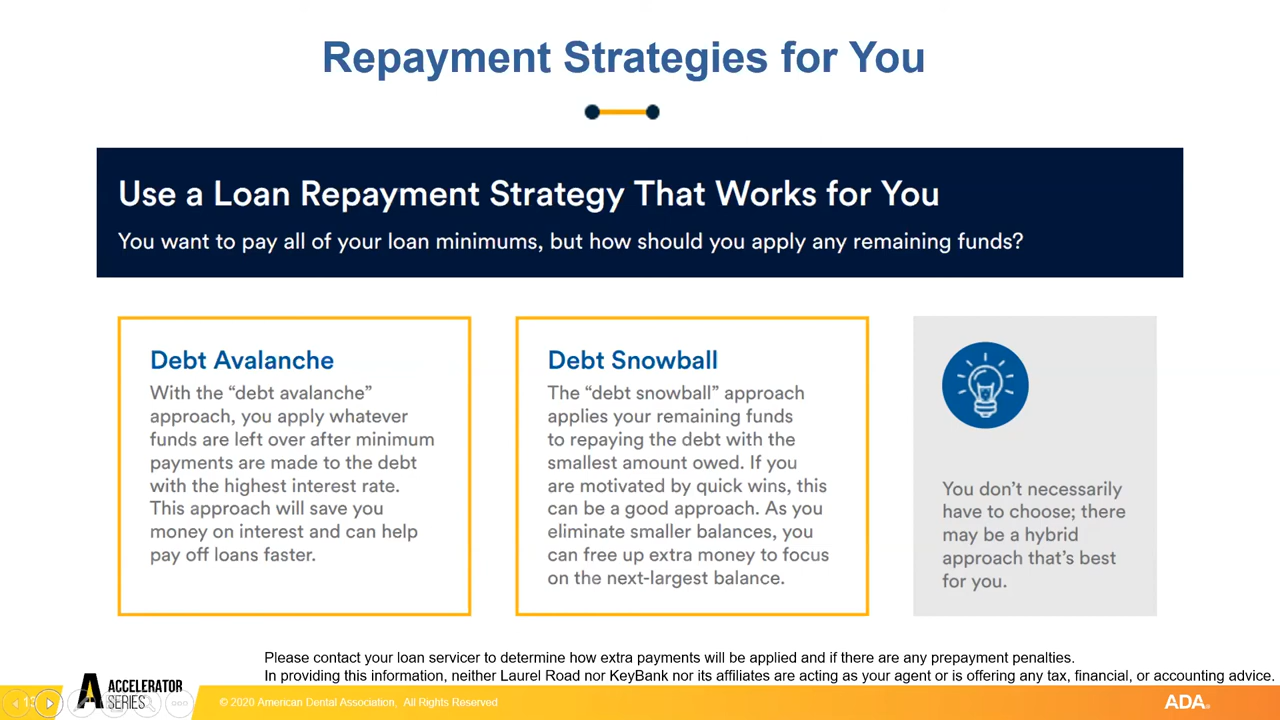 Repayment Strategies for You
Use a Loan Repayment Strategy That Works for You
You want to pay all of your loan minimums, but how should you apply any remaining funds?
Debt Avalanche
With the “debt avalanche”
approach, you apply whatever
funds are left over after minimum
payments are made to the debt
with the highest interest rate.
This approach will save you
money on interest and can help
pay off loans faster.
Debt Snowball
The “debt snowball” approach
applies your remaining funds
to repaying the debt with the
smallest amount owed. If you
are motivated by quick wins, this
can be a good approach. As you
eliminate smaller balances, you
can free up extra money to focus
on the next-largest balance.
You don’t necessarily
have to choose; there
may be a hybrid
approach that’s best
for you.
Please contact your loan servicer to determine how extra payments will be applied and if there are any prepayment penalties.
In providing this information, neither Laurel Road nor KeyBank nor its affiliates are acting as your agent or is offering any tax, financial, or accounting advice.
ACCELERATOR
SERIES
© 2020 American Dental Association, All Rights Reserved
ADA.